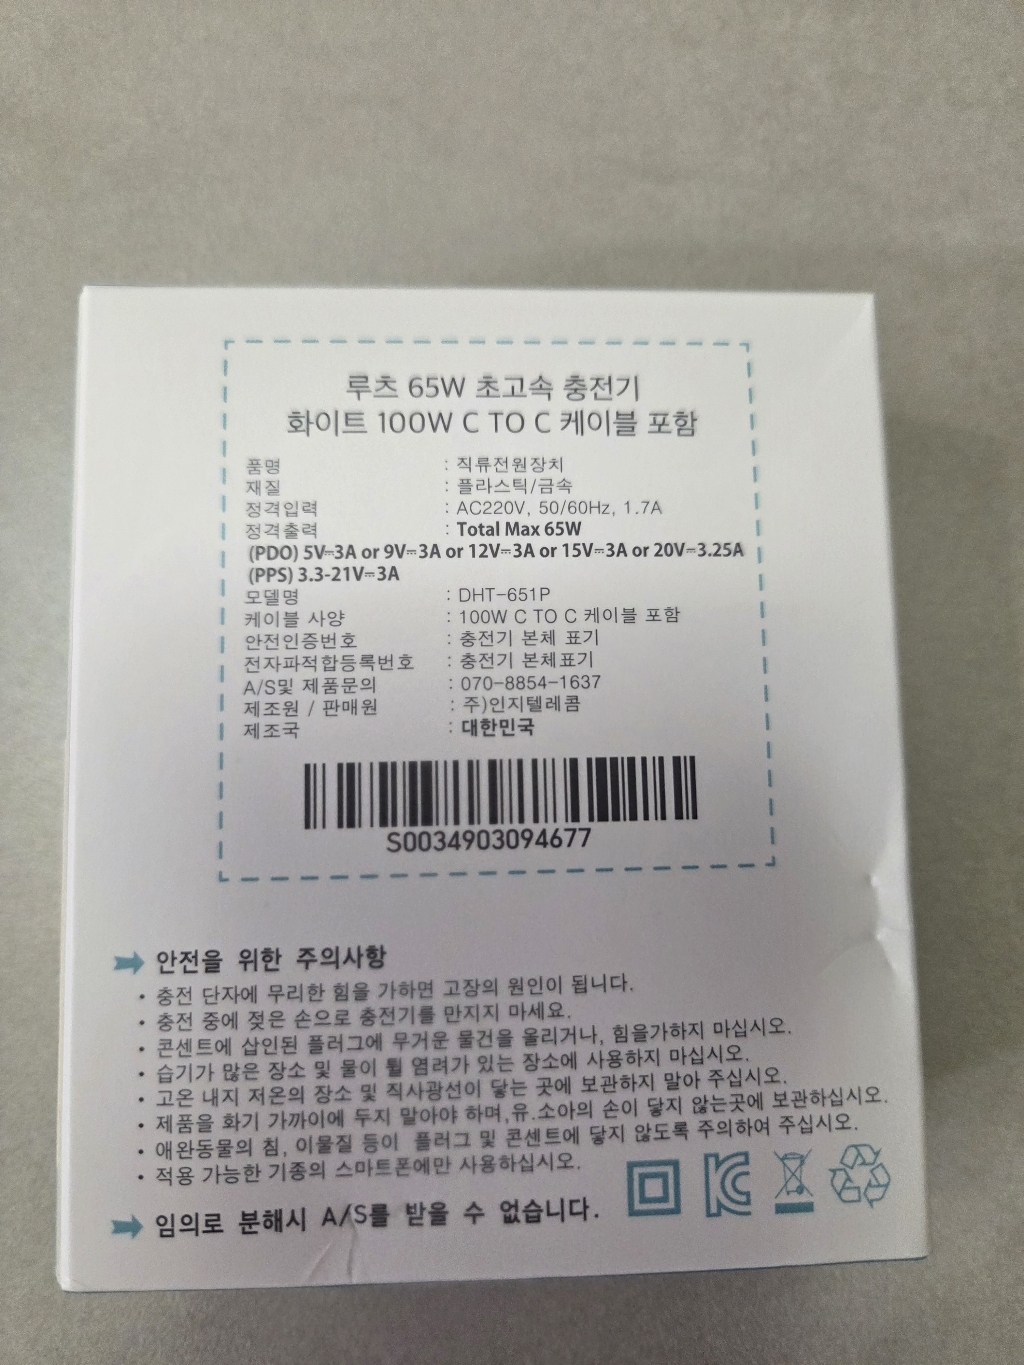 루츠 65W 초고속 충전기
화이트 100W C TO C 케이블 포함
품명 : 직류전원장치
재질 : 플라스틱/금속
정격입력 : AC220V, 50/60Hz, 1.7A
정격출력 : Total Max 65W
(PDO) 5V⎓3A or 9V⎓3A or 12V⎓3A or 15V⎓3A or 20V⎓3.25A
(PPS) 3.3-21V⎓3A
모델명 : DHT-651P
케이블 사양 : 100W C TO C 케이블 포함
안전인증번호 : 충전기 본체 표기
전자파적합등록번호 : 충전기 본체표기
A/S및 제품문의 : 070-8854-1637
제조원 / 판매원 : 주)인지텔레콤
제조국 : 대한민국
S0034903094677
안전을 위한 주의사항
• 충전 단자에 무리한 힘을 가하면 고장의 원인이 됩니다.
• 충전 중에 젖은 손으로 충전기를 만지지 마세요.
• 콘센트에 삽인된 플러그에 무거운 물건을 올리거나, 힘을가하지 마십시오.
• 습기가 많은 장소 및 물이 튈 염려가 있는 장소에 사용하지 마십시오.
• 고온 내지 저온의 장소 및 직사광선이 닿는 곳에 보관하지 말아 주십시오.
• 제품을 화기 가까이에 두지 말아야 하며,유.소아의 손이 닿지 않는곳에 보관하십시오.
• 애완동물의 침, 이물질 등이 플러그 및 콘센트에 닿지 않도록 주의하여 주십시오.
• 적용 가능한 기종의 스마트폰에만 사용하십시오.
임의로 분해시 A/S를 받을 수 없습니다.